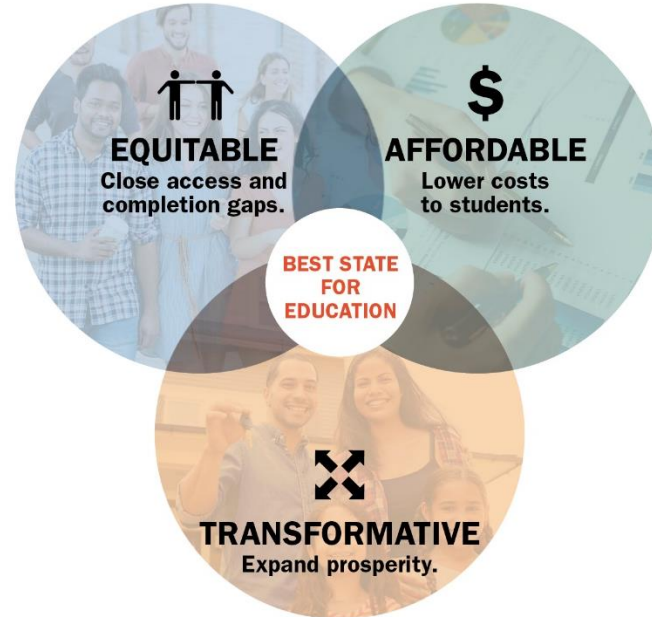 EQUITABLE
Close access and
completion gaps.
$
AFFORDABLE
Lower costs
to students.
BEST STATE
FOR
EDUCATION
TRANSFORMATIVE
Expand prosperity.